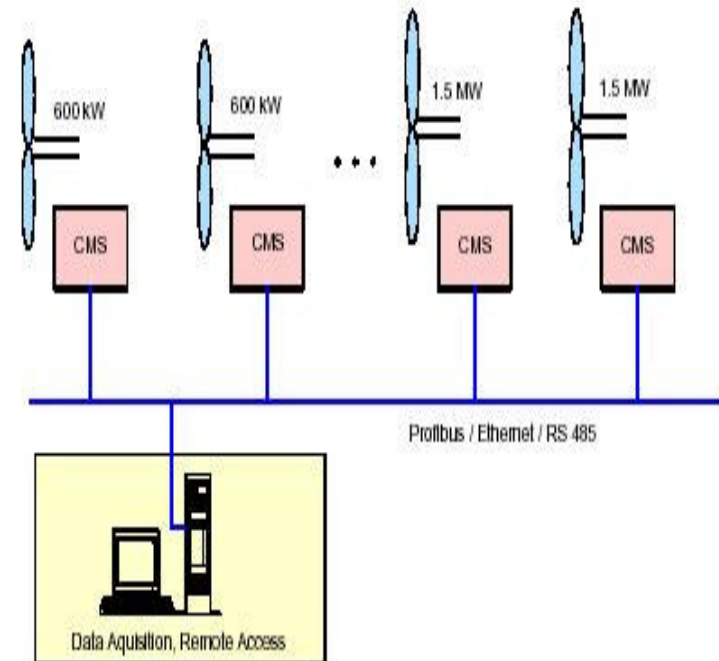 600 kW
600 kW
1.5 MW
1.5 MW
CMS
CMS
CMS
CMS
Profibus / Ethernet / RS 485
Data Aquisition, Remote Access